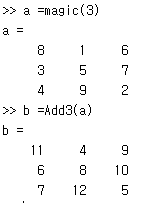 >> a =magic(3)
a =
8 1 6
3 5 7
4 9 2
>> b =Add3(a)
b =
11 4 9
6 8 10
7 12 5